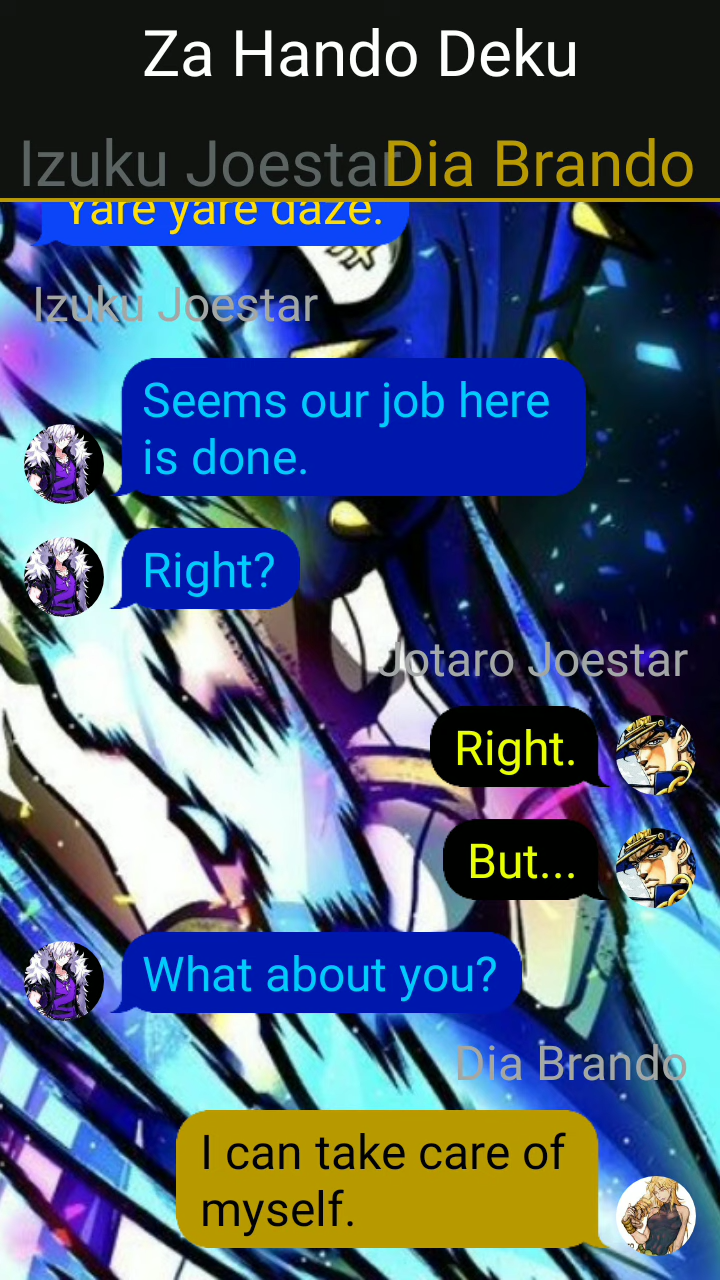 Za Hando Deku
Izuku Joestar
Dia Brando
Yare yare daze.
Izuku Joestar
Seems our job here
is done.
Right?
Jotaro Joestar
Right.
But...
What about you?
Dia Brando
I can take care of
myself.